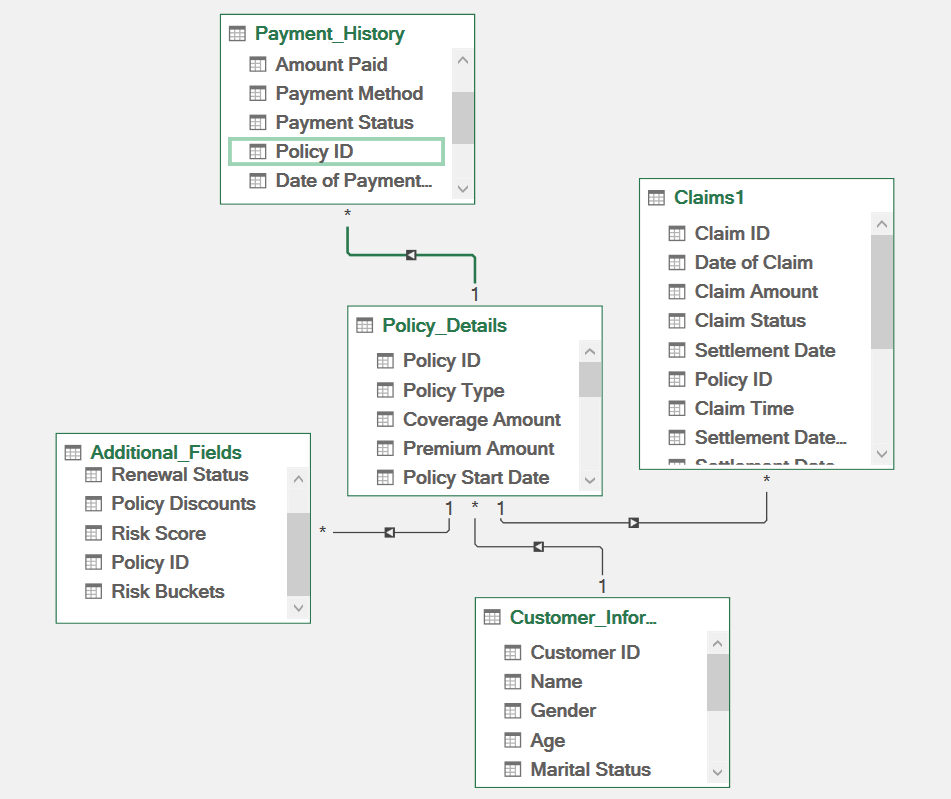 Payment_History
Amount Paid
Payment Method
Payment Status
Policy ID
Date of Payment...
*
1
Claims1
Claim ID
Date of Claim
Claim Amount
Claim Status
Settlement Date
Policy ID
Claim Time
Settlement Date...
*
Policy_Details
Policy ID
Policy Type
Coverage Amount
Premium Amount
Policy Start Date
1 * 1
Additional_Fields
Renewal Status
Policy Discounts
Risk Score
Policy ID
Risk Buckets
*
1
Customer_Infor...
Customer ID
Name
Gender
Age
Marital Status